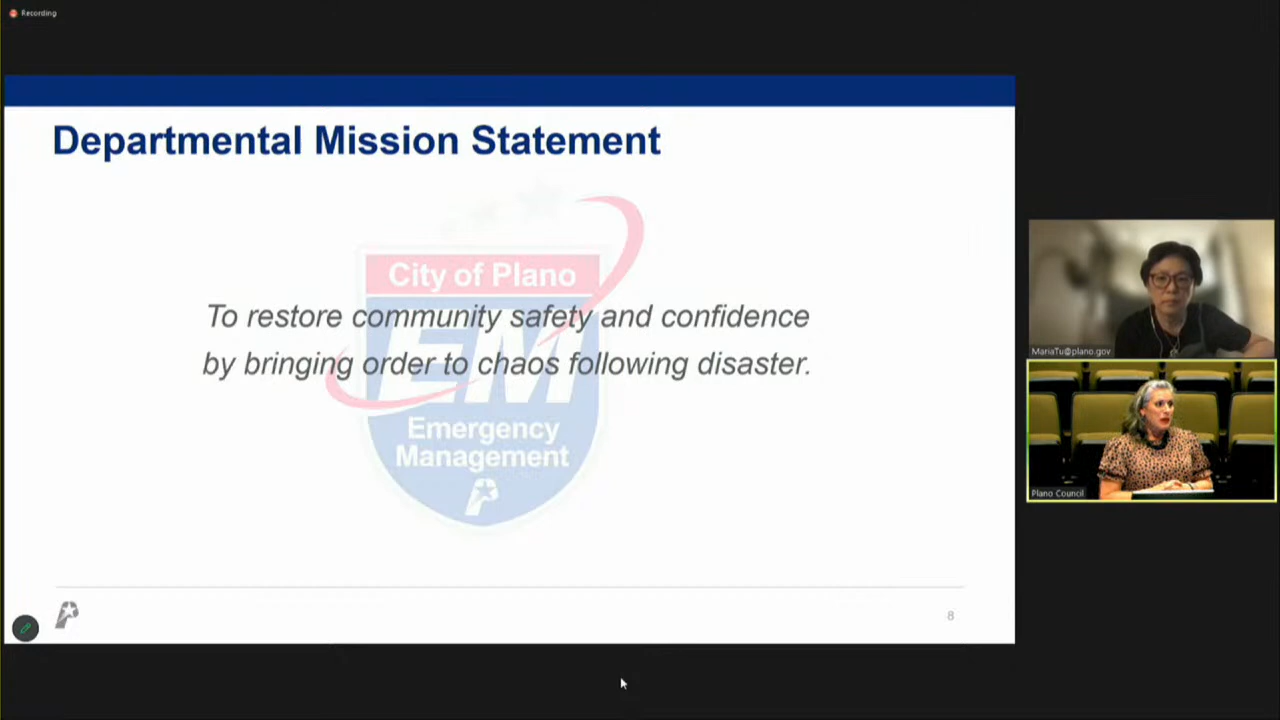 Recording
Departmental Mission Statement
City of Plano
To restore community safety and confidence
by bringing order to chaos following disaster.
EM
Emergency
Management
8
MariaTu@plano.gov
Plano Council